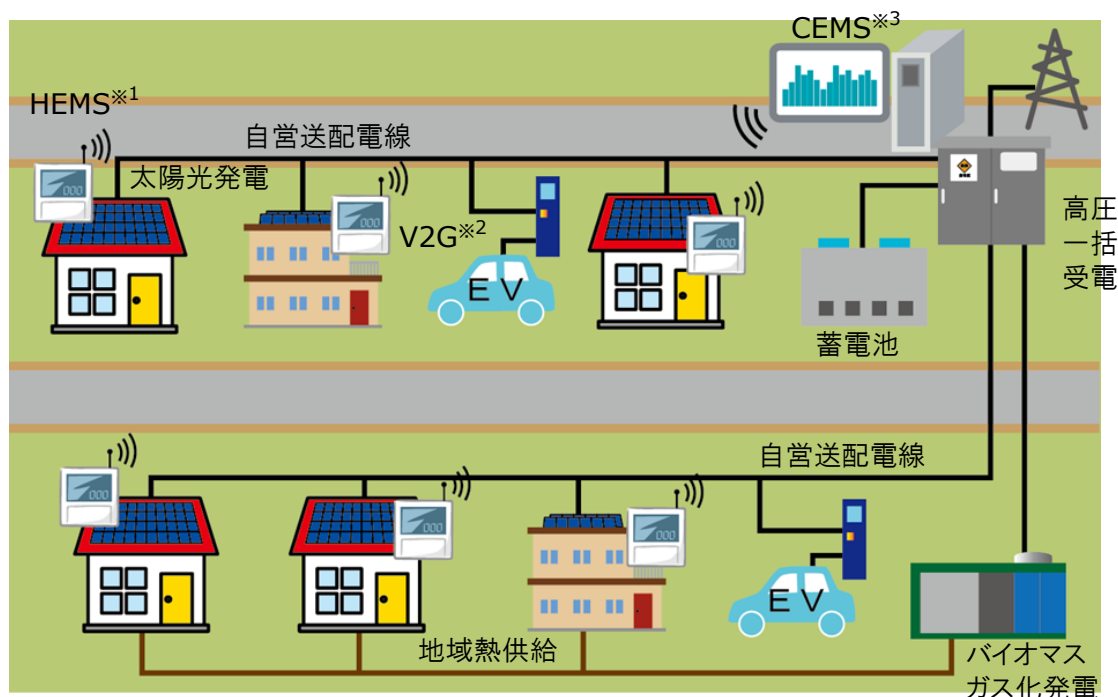 CEMS※3
HEMS※1
自営送配電線
太陽光発電
V2G※2
EV
高圧
一括
受電
蓄電池
自営送配電線
EV
地域熱供給
バイオマス
ガス化発電